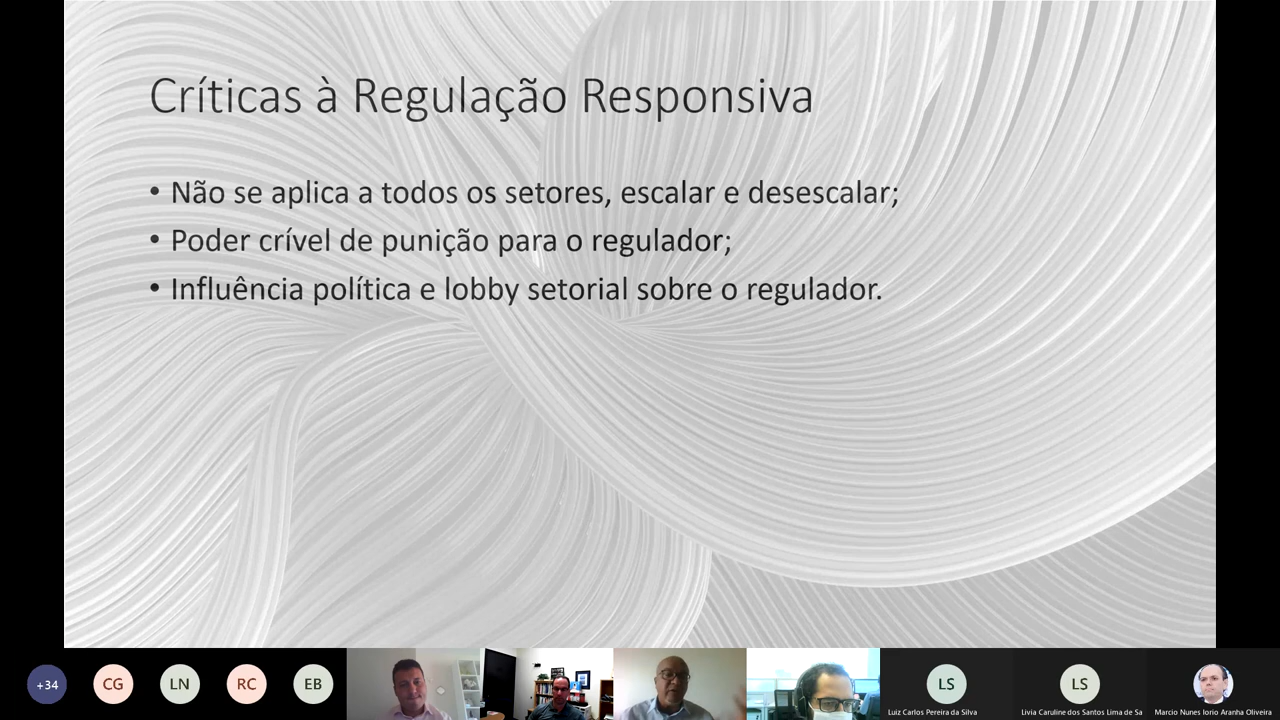 Críticas à Regulação Responsiva
• Não se aplica a todos os setores, escalar e desescalar;
• Poder crível de punição para o regulador;
• Influência política e lobby setorial sobre o regulador.
+34
CG
LN
RC
EB
LS
Luiz Carlos Pereira da Silva
LS
Livia Caruline dos Santos Lima de Sa
Marcio Nunes Iorio Aranha Oliveira